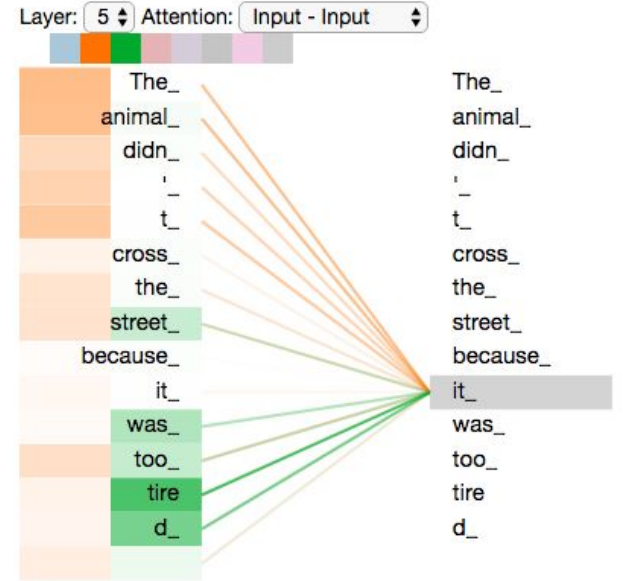 Layer: 5 Attention: Input - Input
The_ The_
animal_ animal_
didn_ didn_
'_ '_
t_ t_
cross_ cross_
the_ the_
street_ street_
because_ because_
it_ it_
was_ was_
too_ too_
tire tire
d_ d_